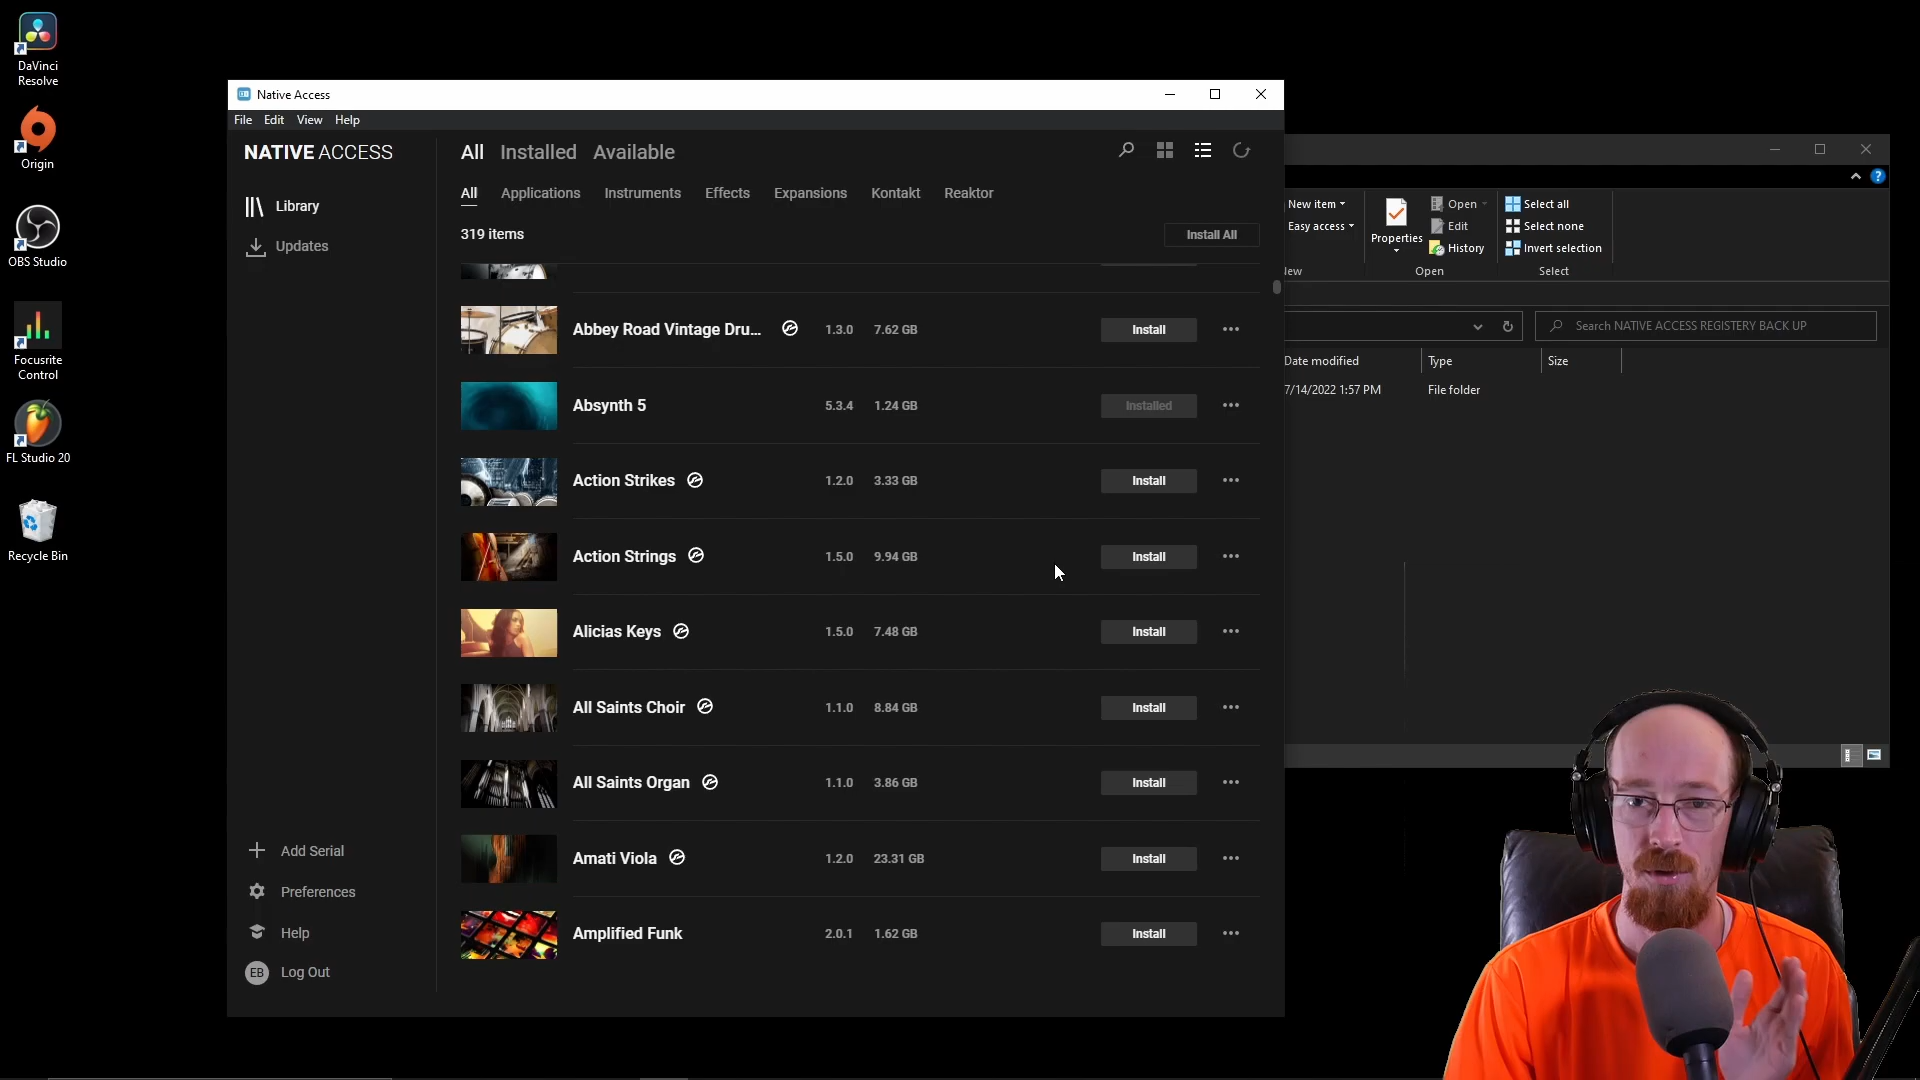 DaVinci
Resolve
Origin
OBS Studio
Focusrite
Control
FL Studio 20
Recycle Bin
Native Access
File Edit View Help
NATIVE ACCESS
Library
Updates
Add Serial
Preferences
Help
EB Log Out
All Installed Available
All Applications Instruments Effects Expansions Kontakt Reaktor
319 items Install All
Abbey Road Vintage Dru... 1.3.0 7.62 GB Install
Absynth 5 5.3.4 1.24 GB Installed
Action Strikes 1.2.0 3.33 GB Install
Action Strings 1.5.0 9.94 GB Install
Alicias Keys 1.5.0 7.48 GB Install
All Saints Choir 1.1.0 8.84 GB Install
All Saints Organ 1.1.0 3.86 GB Install
Amati Viola 1.2.0 23.31 GB Install
Amplified Funk 2.0.1 1.62 GB Install
New item
Easy access
Properties
Open
Edit
History
Open
Select all
Select none
Invert selection
Select
Search NATIVE ACCESS REGISTERY BACK UP
Date modified Type Size
7/14/2022 1:57 PM File folder